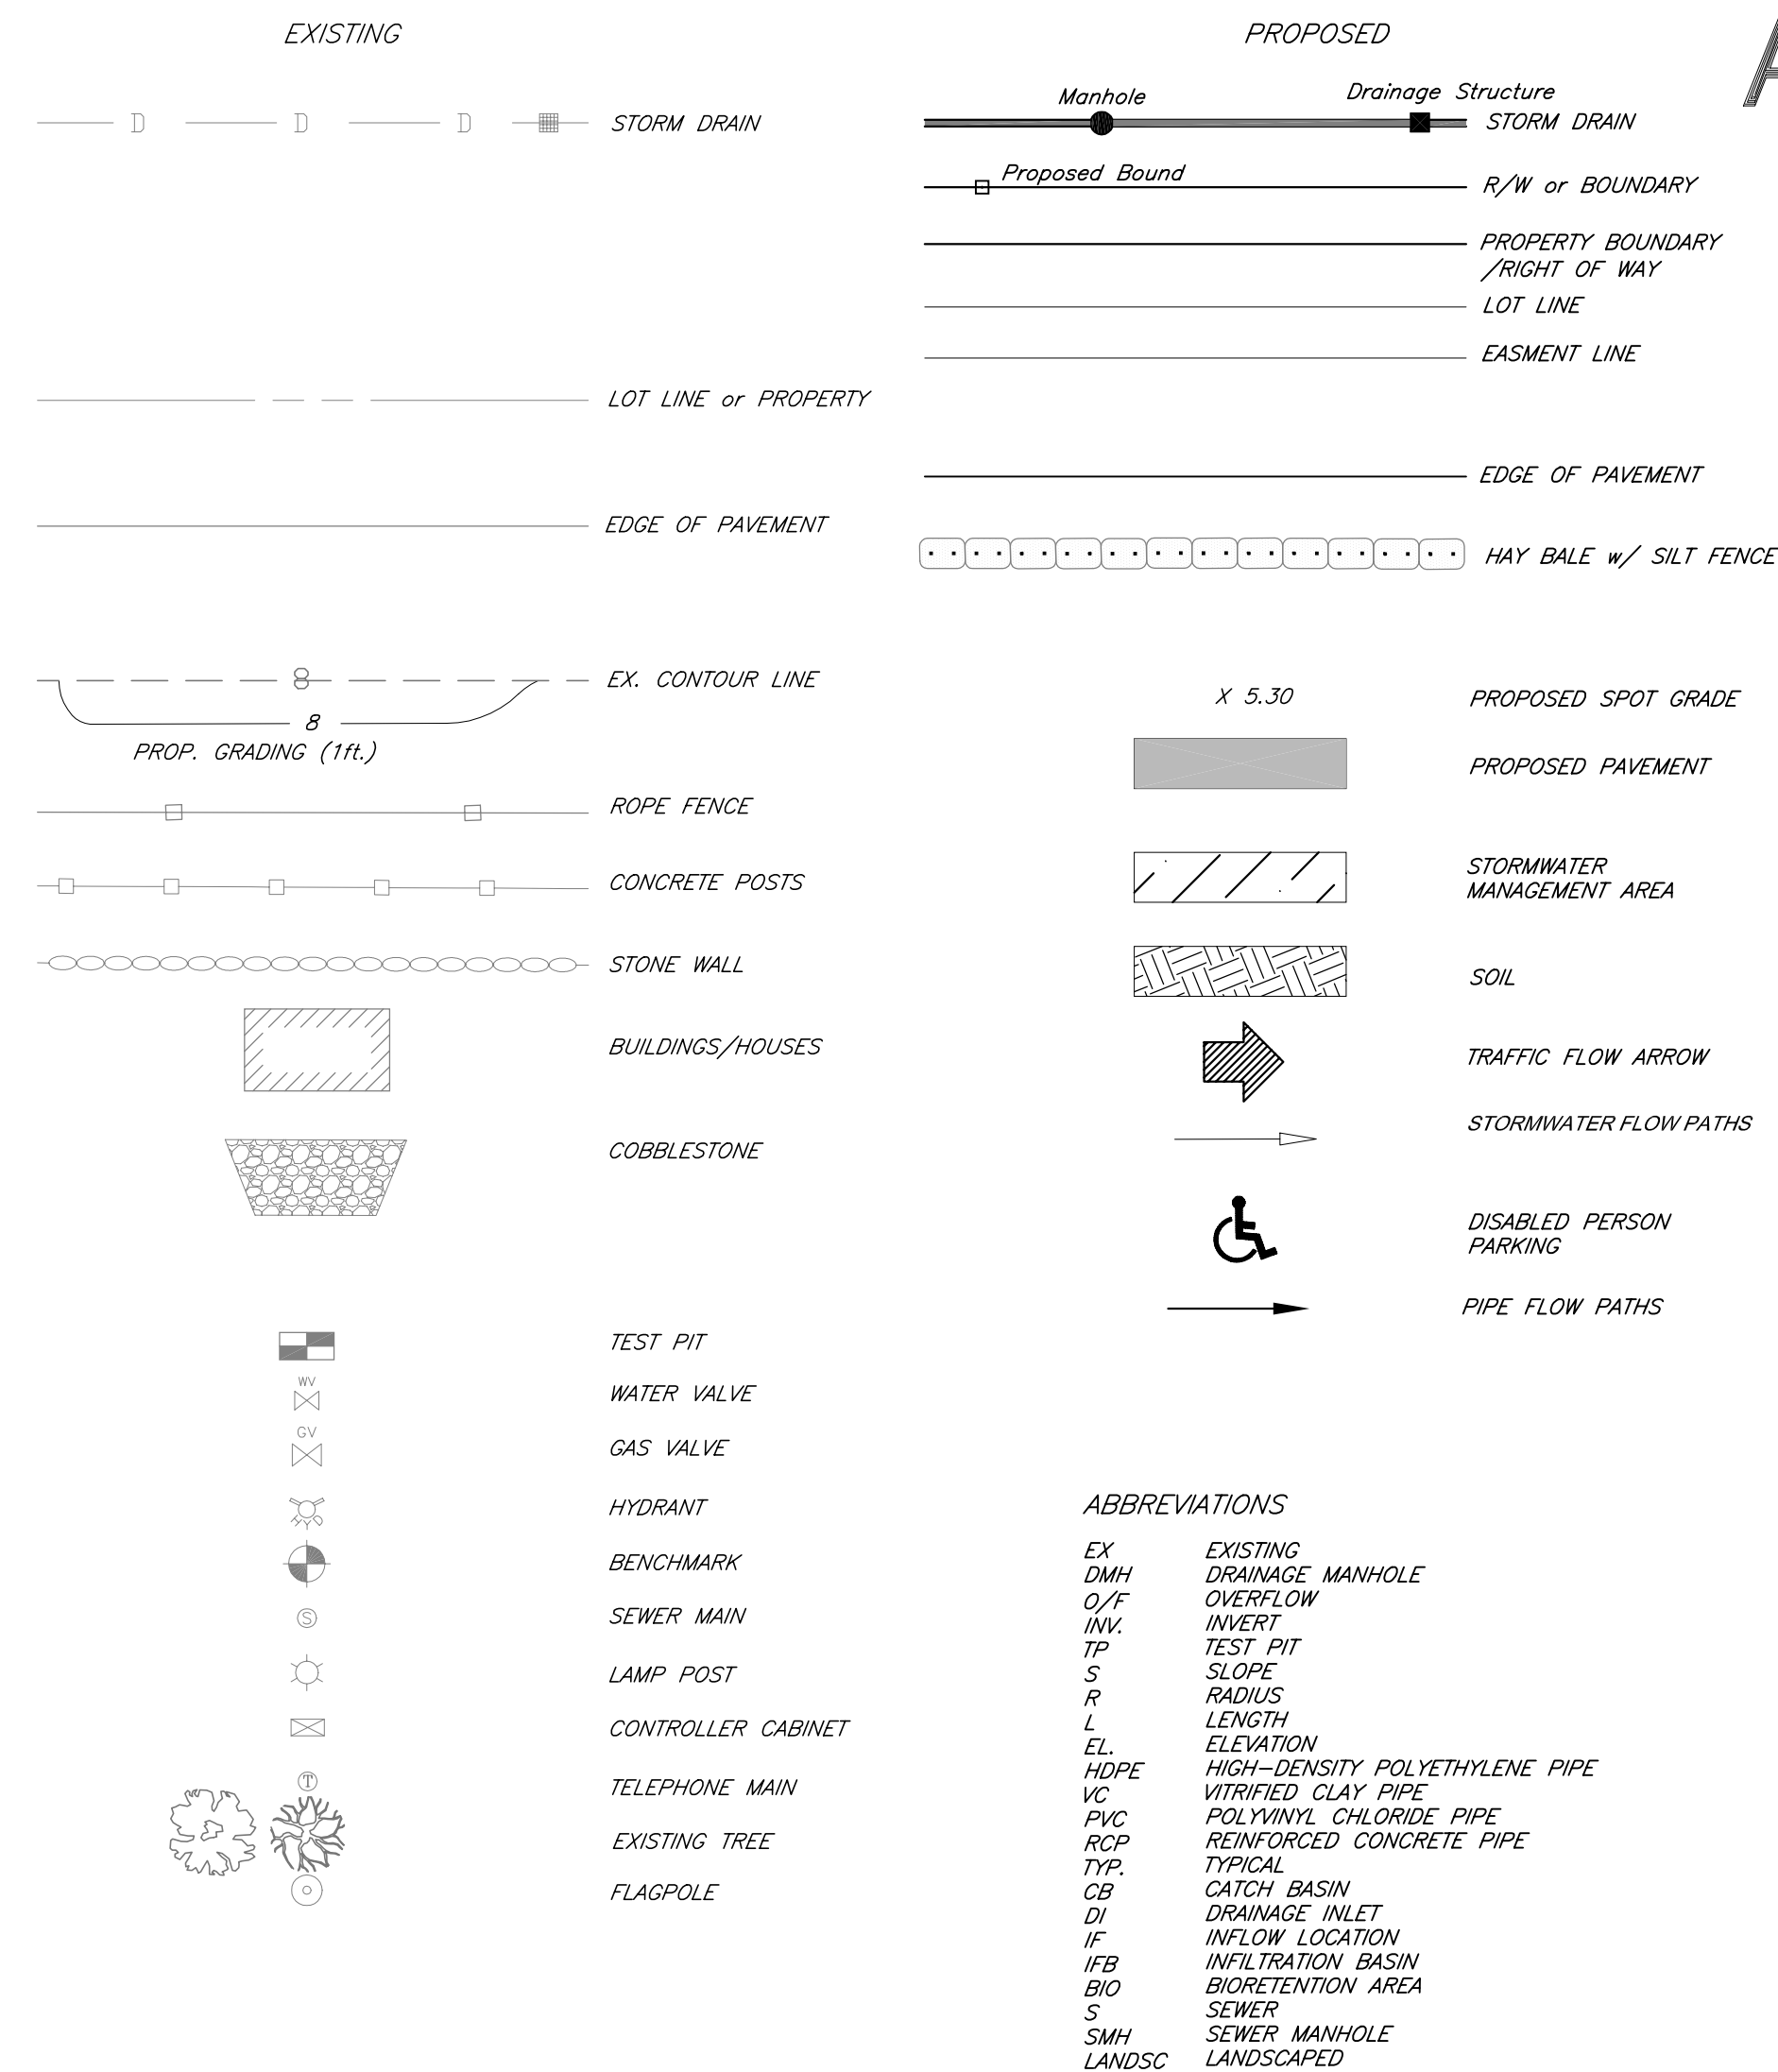 EXISTING
D D D STORM DRAIN
LOT LINE or PROPERTY
EDGE OF PAVEMENT
8 EX. CONTOUR LINE
8
PROP. GRADING (1ft.)
ROPE FENCE
CONCRETE POSTS
STONE WALL
BUILDINGS/HOUSES
COBBLESTONE
TEST PIT
WV
WATER VALVE
GV
GAS VALVE
HYD
HYDRANT
BENCHMARK
S SEWER MAIN
LAMP POST
CONTROLLER CABINET
T TELEPHONE MAIN
EXISTING TREE
FLAGPOLE
PROPOSED
Manhole Drainage Structure
STORM DRAIN
Proposed Bound
R/W or BOUNDARY
PROPERTY BOUNDARY
/RIGHT OF WAY
LOT LINE
EASMENT LINE
EDGE OF PAVEMENT
HAY BALE w/ SILT FENCE
X 5.30 PROPOSED SPOT GRADE
PROPOSED PAVEMENT
STORMWATER
MANAGEMENT AREA
SOIL
TRAFFIC FLOW ARROW
STORMWATER FLOW PATHS
DISABLED PERSON
PARKING
PIPE FLOW PATHS
ABBREVIATIONS
EX EXISTING
DMH DRAINAGE MANHOLE
O/F OVERFLOW
INV. INVERT
TP TEST PIT
S SLOPE
R RADIUS
L LENGTH
EL. ELEVATION
HDPE HIGH-DENSITY POLYETHYLENE PIPE
VC VITRIFIED CLAY PIPE
PVC POLYVINYL CHLORIDE PIPE
RCP REINFORCED CONCRETE PIPE
TYP. TYPICAL
CB CATCH BASIN
DI DRAINAGE INLET
IF INFLOW LOCATION
IFB INFILTRATION BASIN
BIO BIORETENTION AREA
S SEWER
SMH SEWER MANHOLE
LANDSC LANDSCAPED